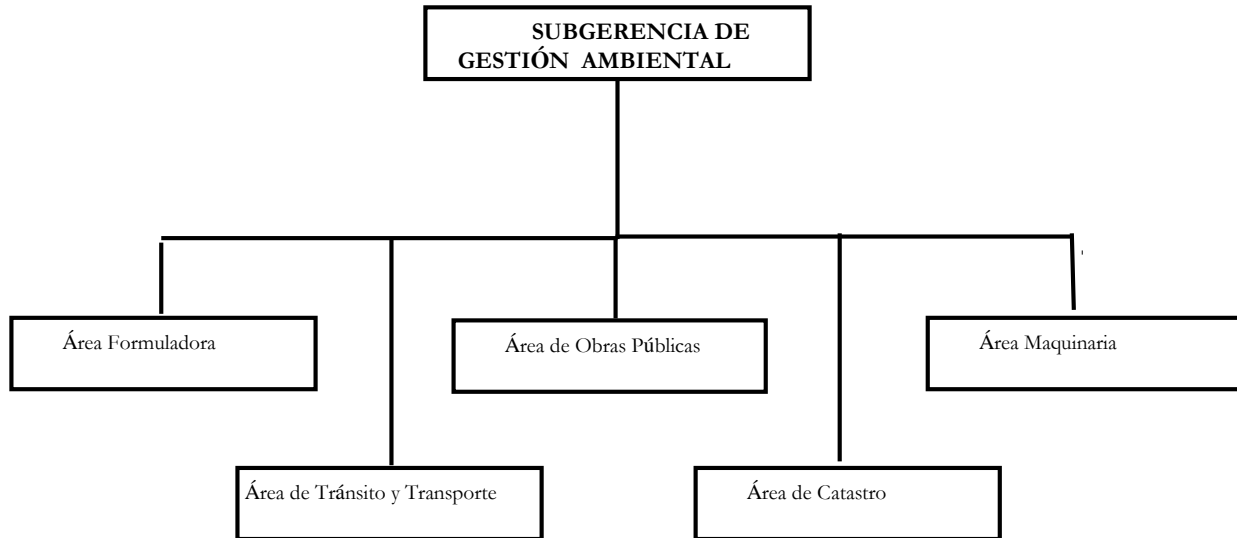 SUBGERENCIA DE
GESTIÓN AMBIENTAL
Área Formuladora
Área de Obras Públicas
Área Maquinaria
Área de Tránsito y Transporte
Área de Catastro